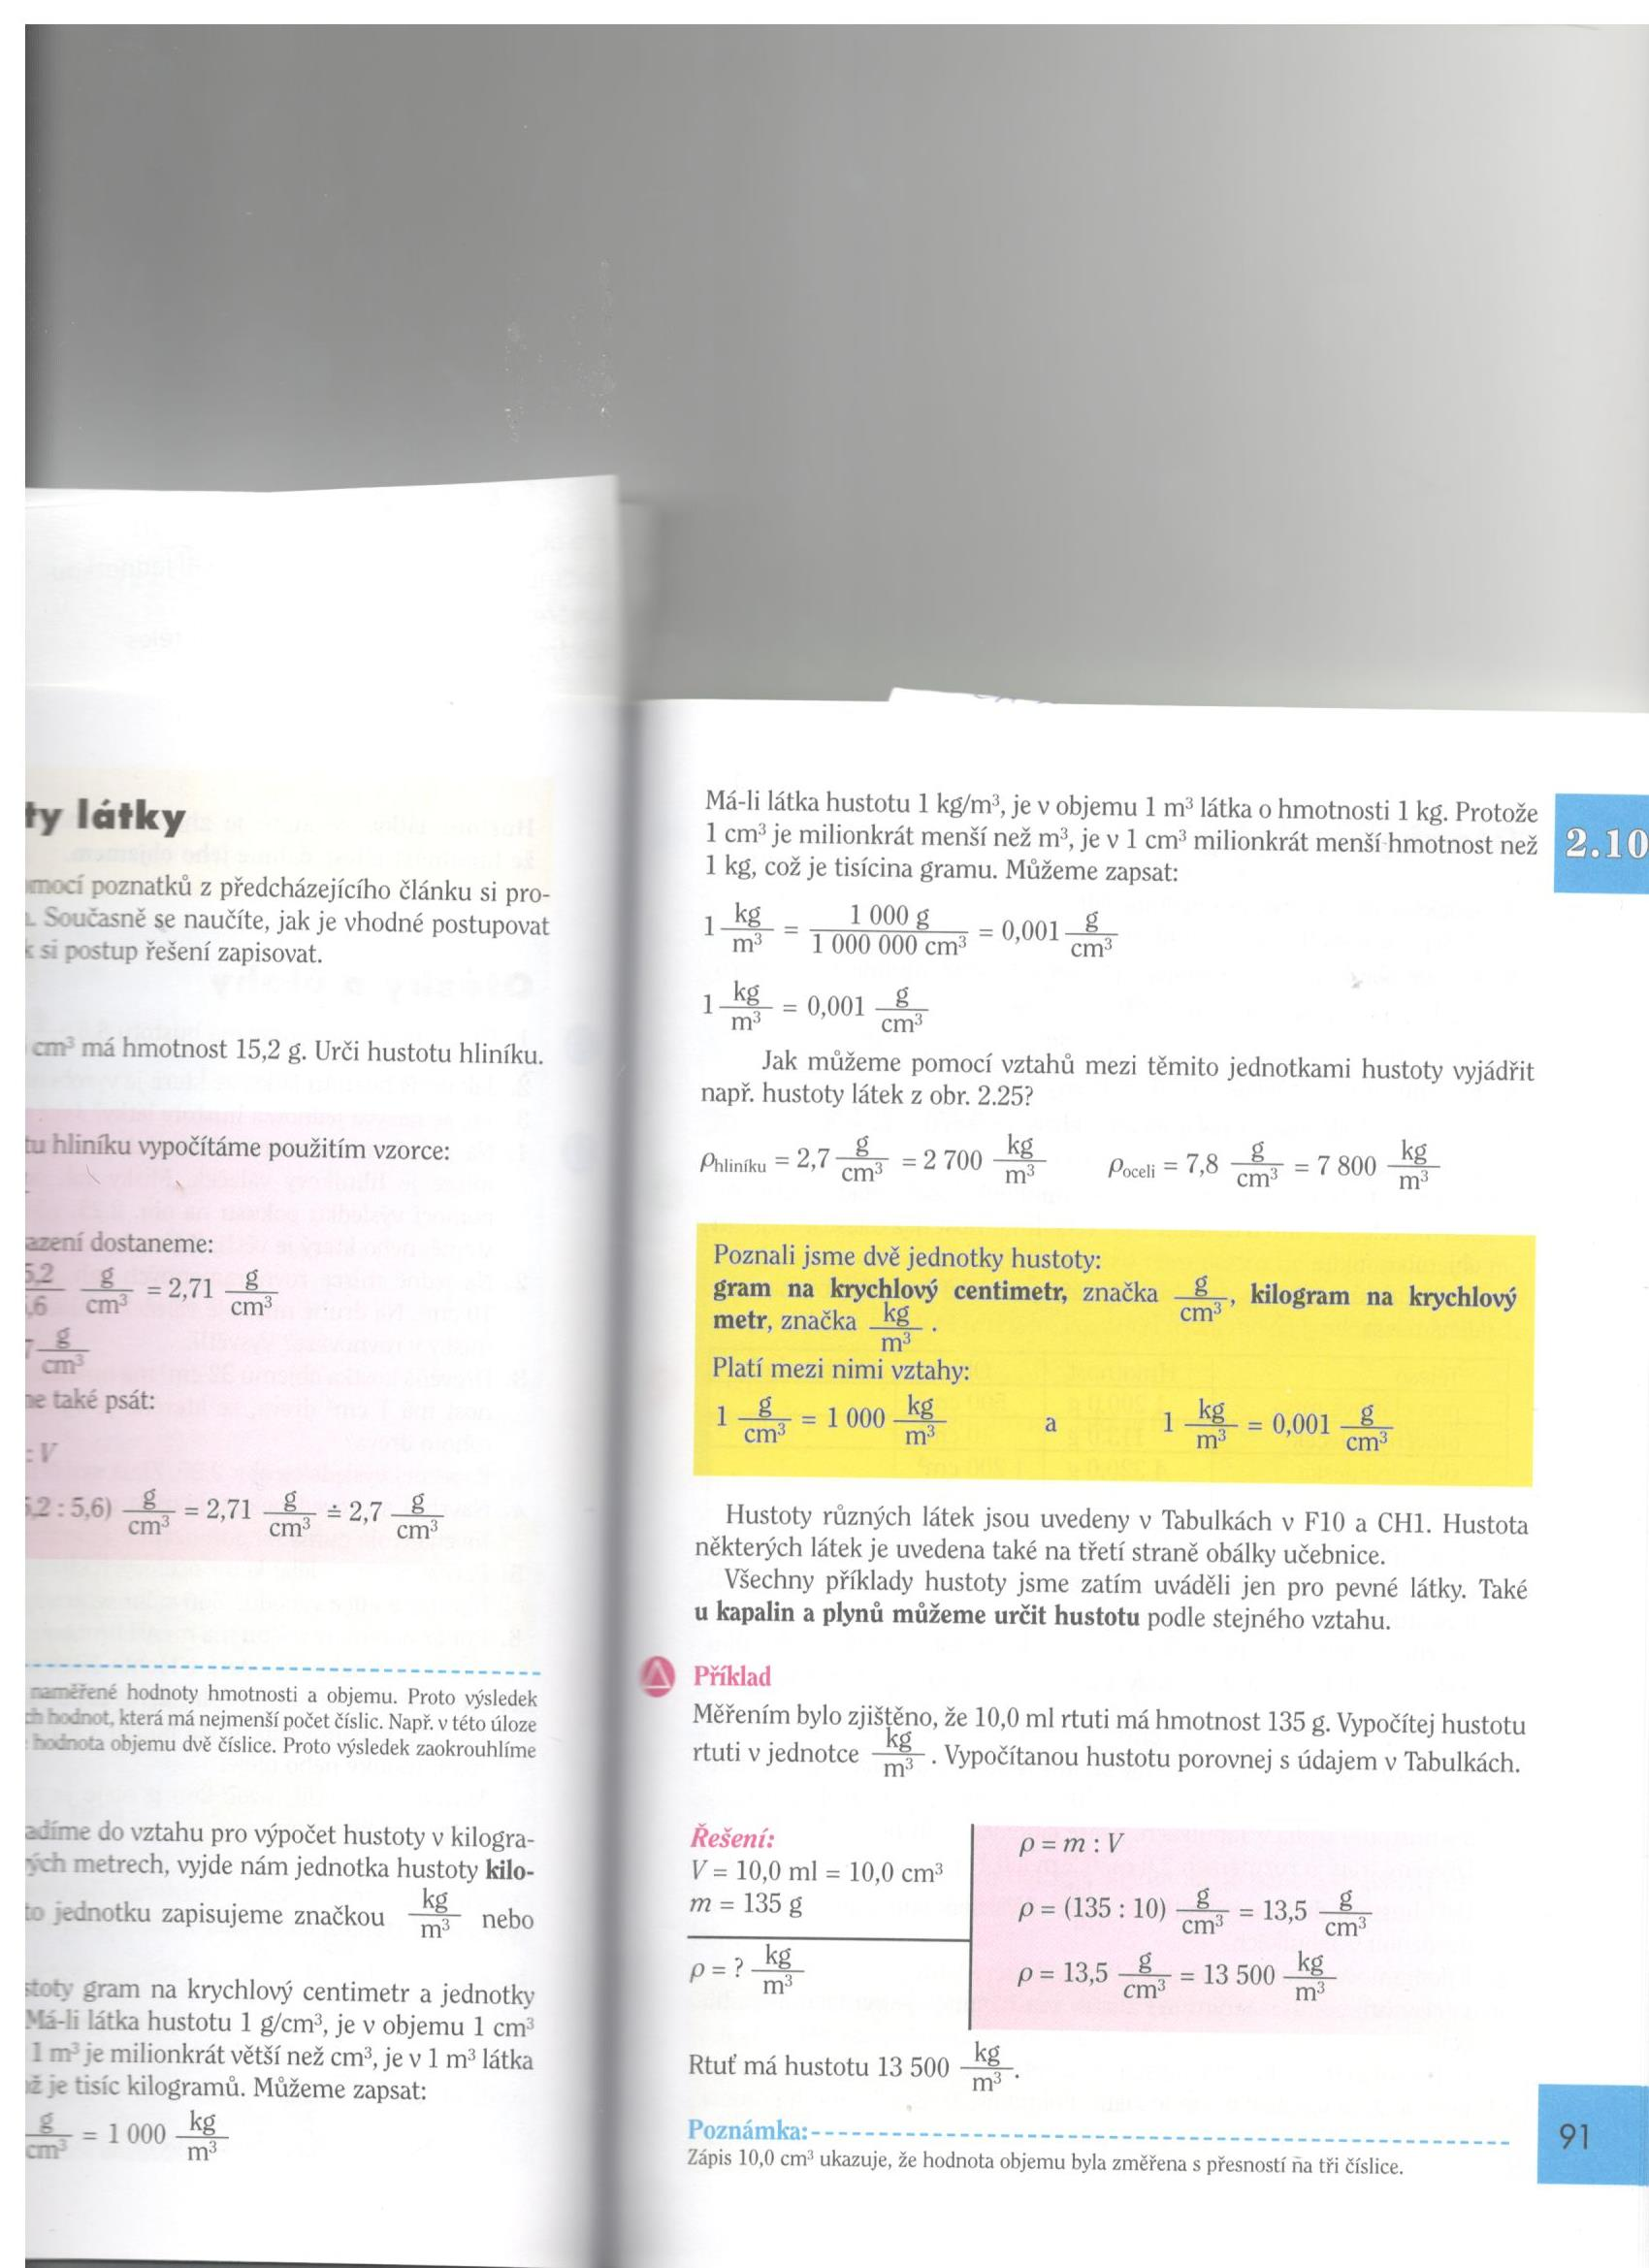 ty látky
poznatků z předcházejícího článku si pro-
Současně se naučíte, jak je vhodné postupovat
si postup řešení zapisovat.
cm³ má hmotnost 15,2 g. Urči hustotu hliníku.
hliníku vypočítáme použitím vzorce:
dostaneme:
g/cm³ = 2,71 g/cm³
g/cm³
také psát:
: V
: 5,6) g/cm³ = 2,71 g/cm³ ≐ 2,7 g/cm³
naměřené hodnoty hmotnosti a objemu. Proto výsledek
hodnot, která má nejmenší počet číslic. Např. v této úloze
hodnota objemu dvě číslice. Proto výsledek zaokrouhlíme
do vztahu pro výpočet hustoty v kilogra-
metrech, vyjde nám jednotka hustoty kilo-
jednotku zapisujeme značkou kg/m³ nebo
gram na krychlový centimetr a jednotky
Má-li látka hustotu 1 g/cm³, je v objemu 1 cm³
1 m³ je milionkrát větší než cm³, je v 1 m³ látka
je tisíc kilogramů. Můžeme zapsat:
g/cm³ = 1 000 kg/m³
Má-li látka hustotu 1 kg/m³, je v objemu 1 m³ látka o hmotnosti 1 kg. Protože
1 cm³ je milionkrát menší než m³, je v 1 cm³ milionkrát menší hmotnost než
1 kg, což je tisícina gramu. Můžeme zapsat:
2.10
1 kg/m³ = 1 000 g/1 000 000 cm³ = 0,001 g/cm³
1 kg/m³ = 0,001 g/cm³
Jak můžeme pomocí vztahů mezi těmito jednotkami hustoty vyjádřit
např. hustoty látek z obr. 2.25?
ρhliníku = 2,7 g/cm³ = 2 700 kg/m³ ρoceli = 7,8 g/cm³ = 7 800 kg/m³
Poznali jsme dvě jednotky hustoty:
gram na krychlový centimetr, značka g/cm³, kilogram na krychlový
metr, značka kg/m³.
Platí mezi nimi vztahy:
1 g/cm³ = 1 000 kg/m³ a 1 kg/m³ = 0,001 g/cm³
Hustoty různých látek jsou uvedeny v Tabulkách v F10 a CH1. Hustota
některých látek je uvedena také na třetí straně obálky učebnice.
Všechny příklady hustoty jsme zatím uváděli jen pro pevné látky. Také
u kapalin a plynů můžeme určit hustotu podle stejného vztahu.
Příklad
Měřením bylo zjištěno, že 10,0 ml rtuti má hmotnost 135 g. Vypočítej hustotu
rtuti v jednotce kg/m³. Vypočítanou hustotu porovnej s údajem v Tabulkách.
Řešení:
V = 10,0 ml = 10,0 cm³
m = 135 g
ρ = ? kg/m³
ρ = m : V
ρ = (135 : 10) g/cm³ = 13,5 g/cm³
ρ = 13,5 g/cm³ = 13 500 kg/m³
Rtuť má hustotu 13 500 kg/m³.
Poznámka:
Zápis 10,0 cm³ ukazuje, že hodnota objemu byla změřena s přesností na tři číslice.
91